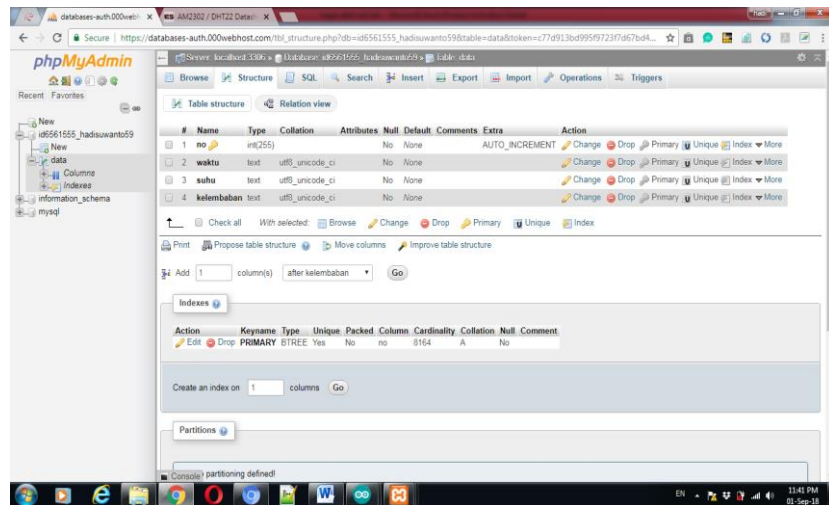 databases-auth.000webh
AM2302 / DHT22 Datash
Secure https://databases-auth.000webhost.com/tbl_structure.php?db=id6561555_hadisuwanto59&table=data&token=c77d913bd995f9723f7d67bd4...
phpMyAdmin
Recent Favorites
New
id6561555_hadisuwanto59
New
data
Columns
Indexes
information_schema
mysql
Server: localhost:3306 » Database: id6561555_hadisuwanto59 » Table: data
Browse Structure SQL Search Insert Export Import Operations Triggers
Table structure Relation view
# Name Type Collation Attributes Null Default Comments Extra Action
1 no int(255) No None AUTO_INCREMENT Change Drop Primary Unique Index More
2 waktu text utf8_unicode_ci No None Change Drop Primary Unique Index More
3 suhu text utf8_unicode_ci No None Change Drop Primary Unique Index More
4 kelembaban text utf8_unicode_ci No None Change Drop Primary Unique Index More
Check all With selected: Browse Change Drop Primary Unique Index
Print Propose table structure Move columns Improve table structure
Add 1 column(s) after kelembaban Go
Indexes
Action Keyname Type Unique Packed Column Cardinality Collation Null Comment
Edit Drop PRIMARY BTREE Yes No no 8164 A No
Create an index on 1 columns Go
Partitions
Console partitioning defined!
EN 11:41 PM
01-Sep-18